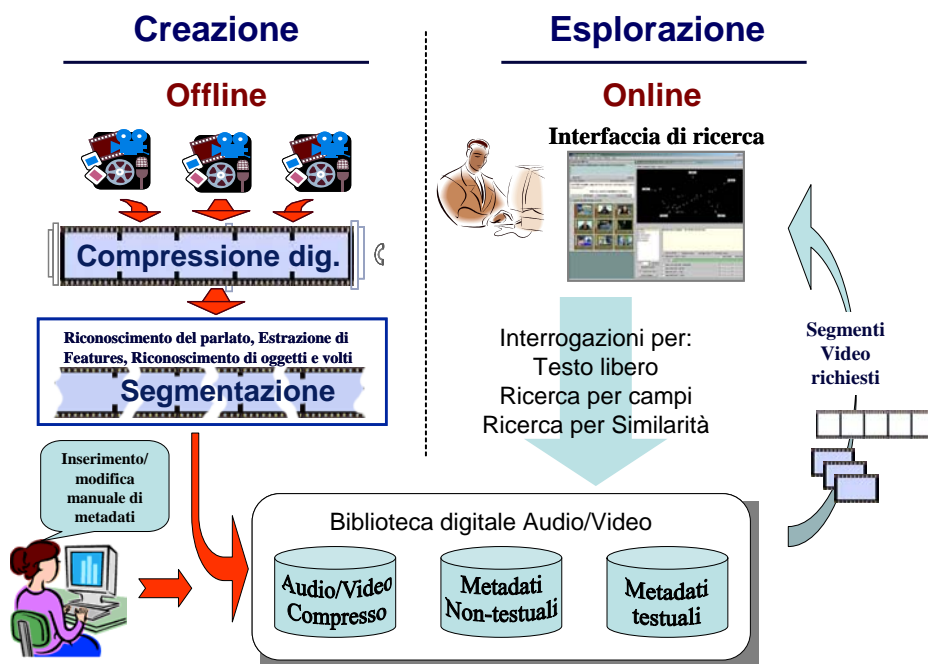 Creazione
Offline
Compressione dig.
Riconoscimento del parlato, Estrazione di
Features, Riconoscimento di oggetti e volti
Segmentazione
Inserimento/
modifica
manuale di
metadati
Esplorazione
Online
Interfaccia di ricerca
Interrogazioni per:
Testo libero
Ricerca per campi
Ricerca per Similarità
Segmenti
Video
richiesti
Biblioteca digitale Audio/Video
Audio/Video
Compresso
Metadati
Non-testuali
Metadati
testuali